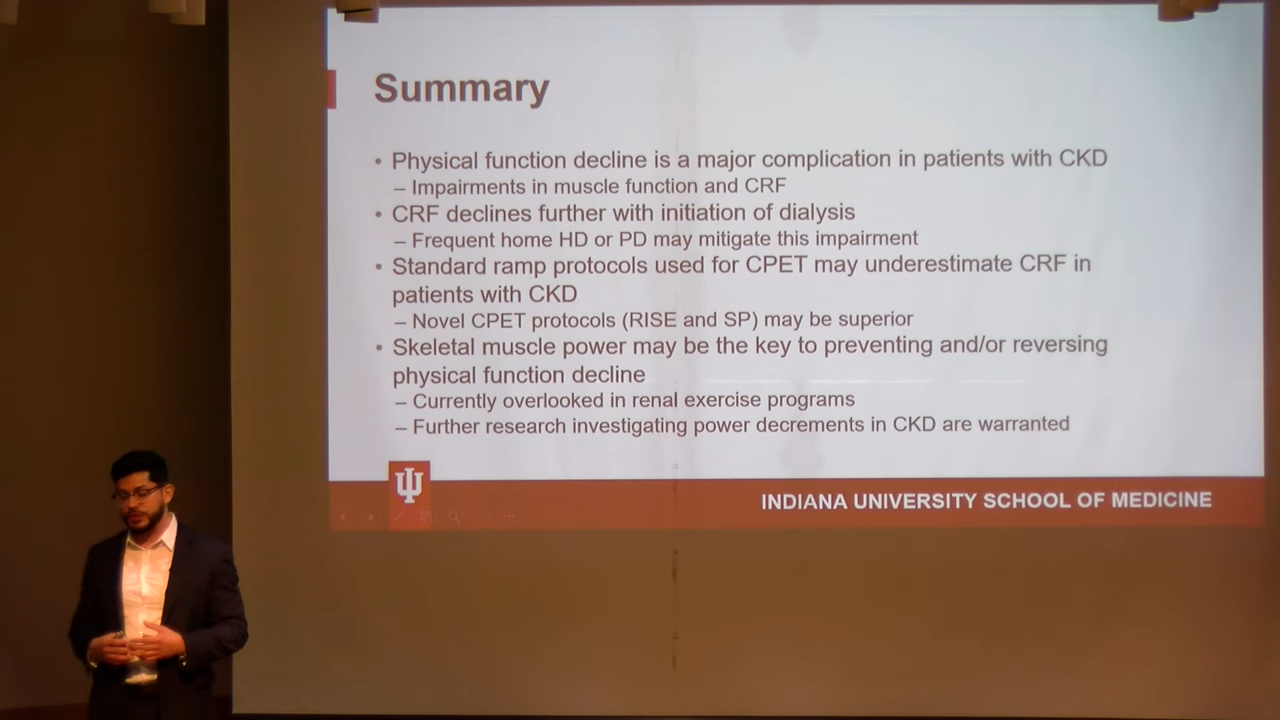 Summary
• Physical function decline is a major complication in patients with CKD
– Impairments in muscle function and CRF
• CRF declines further with initiation of dialysis
– Frequent home HD or PD may mitigate this impairment
• Standard ramp protocols used for CPET may underestimate CRF in
patients with CKD
– Novel CPET protocols (RISE and SP) may be superior
• Skeletal muscle power may be the key to preventing and/or reversing
physical function decline
– Currently overlooked in renal exercise programs
– Further research investigating power decrements in CKD are warranted
INDIANA UNIVERSITY SCHOOL OF MEDICINE